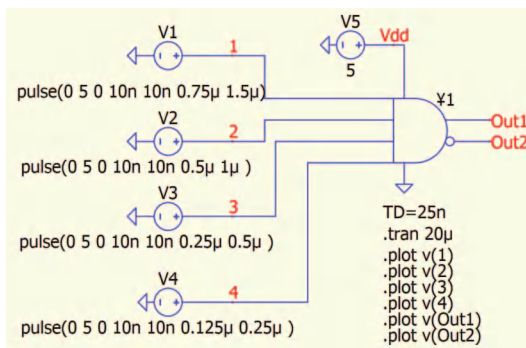 V1
1
pulse(0 5 0 10n 10n 0.75µ 1.5µ)
V5
Vdd
5
¥1
V2
2
pulse(0 5 0 10n 10n 0.5µ 1µ )
Out1
Out2
V3
3
pulse(0 5 0 10n 10n 0.25µ 0.5µ )
V4
4
pulse(0 5 0 10n 10n 0.125µ 0.25µ )
TD=25n
.tran 20µ
.plot v(1)
.plot v(2)
.plot v(3)
.plot v(4)
.plot v(Out1)
.plot v(Out2)